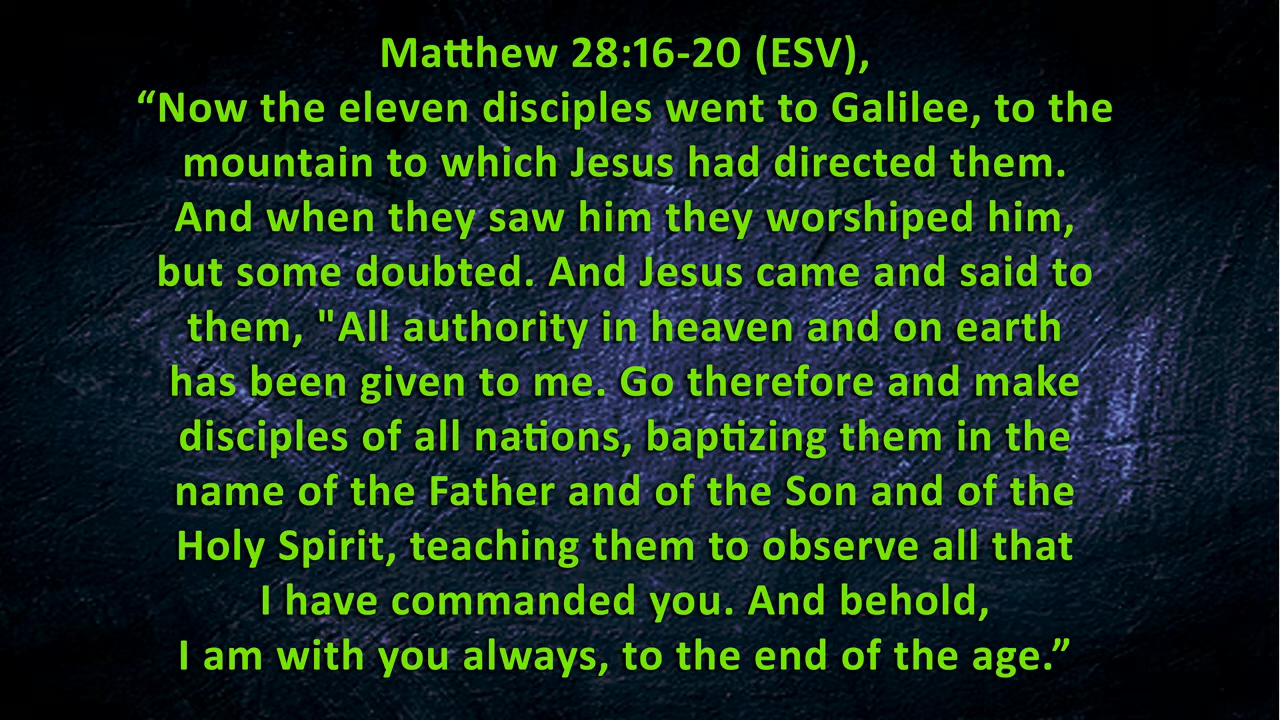 Matthew 28:16-20 (ESV),
“Now the eleven disciples went to Galilee, to the
mountain to which Jesus had directed them.
And when they saw him they worshiped him,
but some doubted. And Jesus came and said to
them, "All authority in heaven and on earth
has been given to me. Go therefore and make
disciples of all nations, baptizing them in the
name of the Father and of the Son and of the
Holy Spirit, teaching them to observe all that
I have commanded you. And behold,
I am with you always, to the end of the age.”